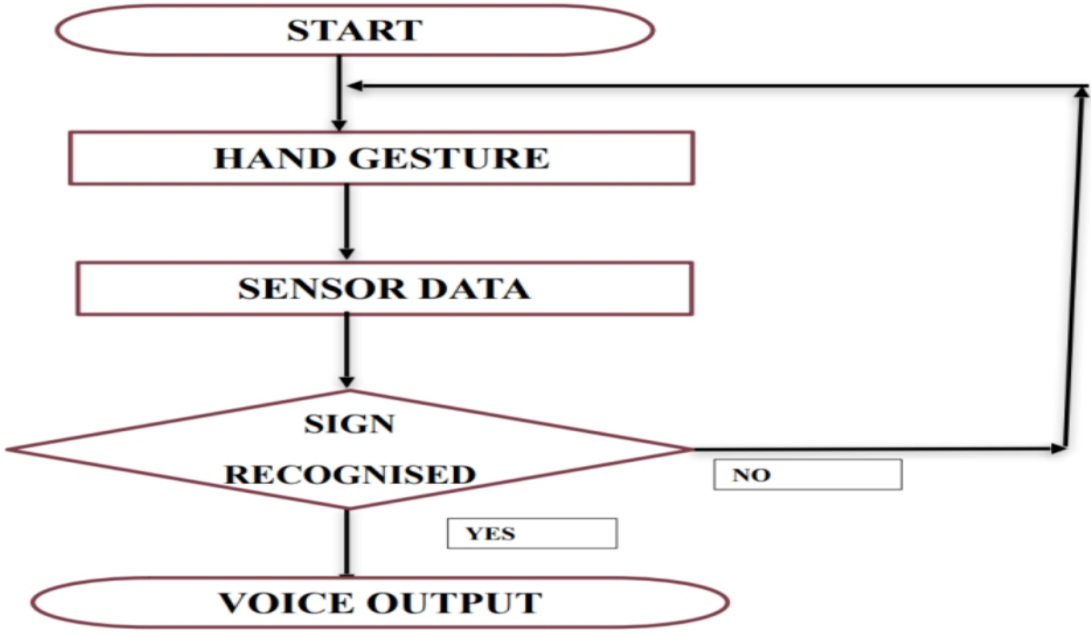 START
HAND GESTURE
SENSOR DATA
SIGN
RECOGNISED
NO
YES
VOICE OUTPUT